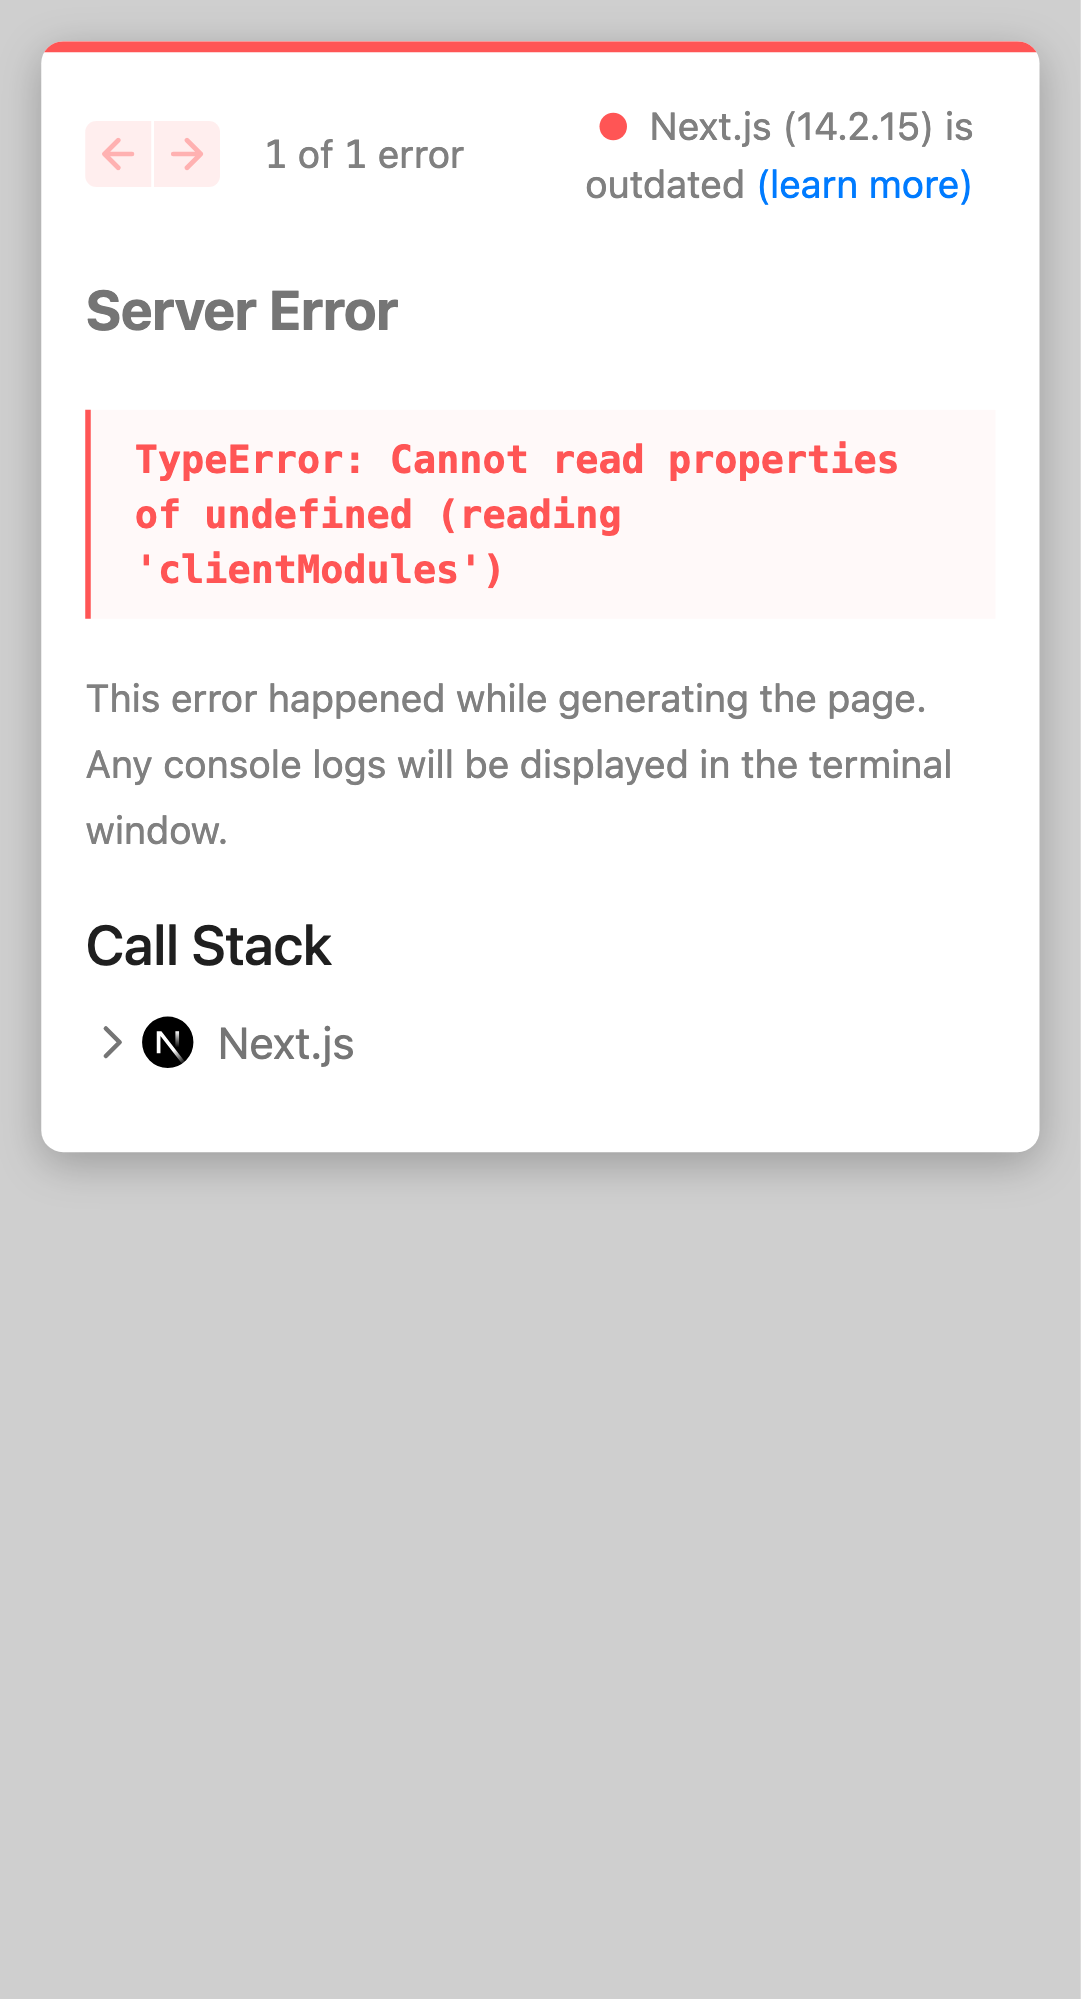 1 of 1 error
Next.js (14.2.15) is
outdated (learn more)
Server Error
TypeError: Cannot read properties
of undefined (reading
'clientModules')
This error happened while generating the page.
Any console logs will be displayed in the terminal
window.
Call Stack
N Next.js